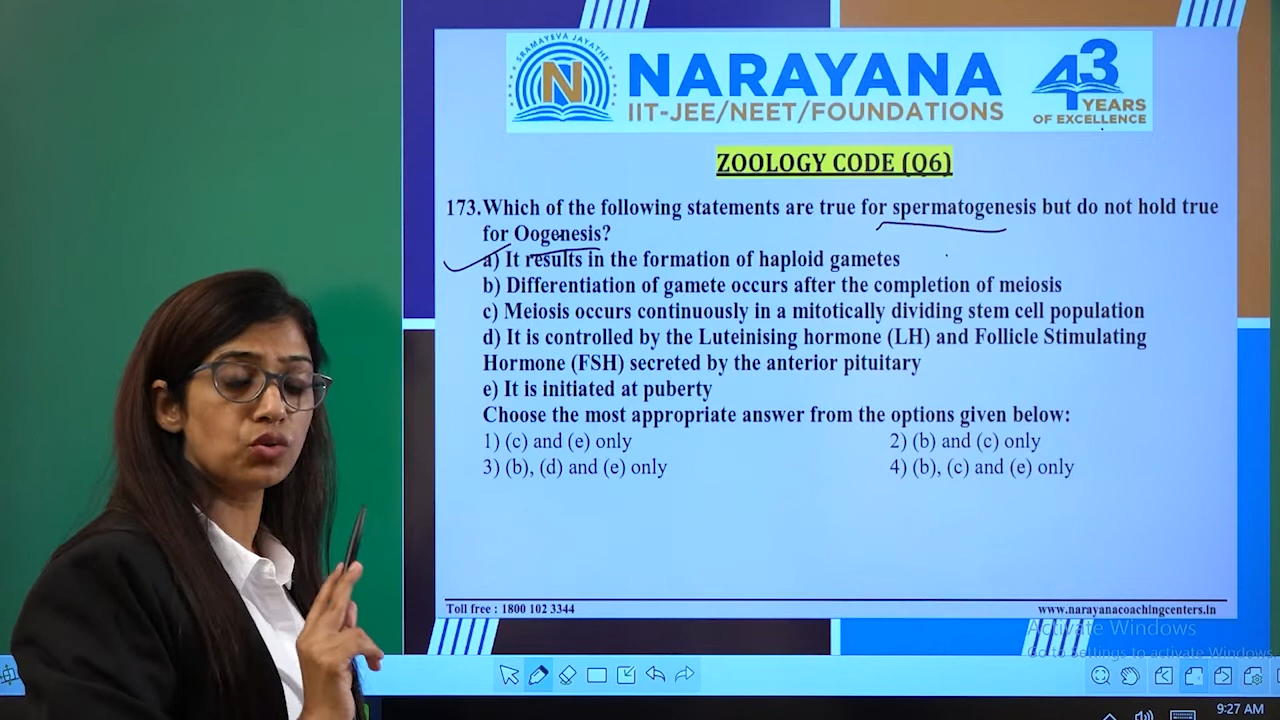 SRAMAYEVA JAYATHE
N
NARAYANA
IIT-JEE/NEET/FOUNDATIONS
43
YEARS
OF EXCELLENCE
ZOOLOGY CODE (Q6)
173.Which of the following statements are true for spermatogenesis but do not hold true
for Oogenesis?
a) It results in the formation of haploid gametes
b) Differentiation of gamete occurs after the completion of meiosis
c) Meiosis occurs continuously in a mitotically dividing stem cell population
d) It is controlled by the Luteinising hormone (LH) and Follicle Stimulating
Hormone (FSH) secreted by the anterior pituitary
e) It is initiated at puberty
Choose the most appropriate answer from the options given below:
1) (c) and (e) only 2) (b) and (c) only
3) (b), (d) and (e) only 4) (b), (c) and (e) only
Toll free : 1800 102 3344 www.narayanacoachingcenters.in
Activate Windows
Go to Settings to activate Windows.
9:27 AM